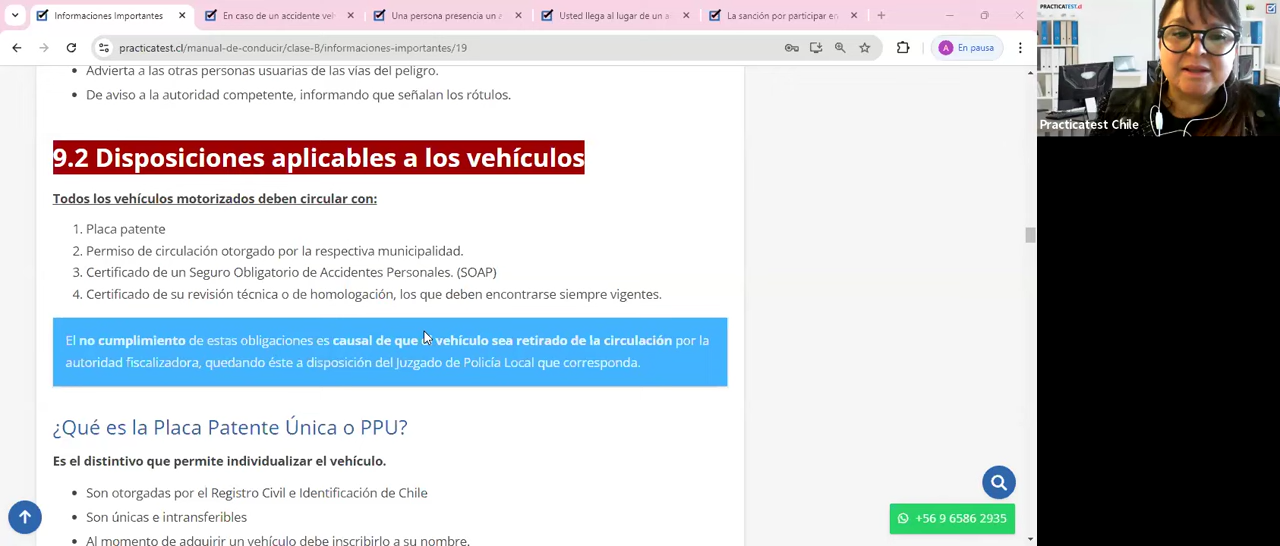 Informaciones Importantes
En caso de un accidente veh
Una persona presencia un a
Usted llega al lugar de un a
La sanción por participar en
practicatest.cl/manual-de-conducir/clase-B/informaciones-importantes/19
A
En pausa
PRACTICATEST.cl
Practicatest Chile
Advierta a las otras personas usuarias de las vías del peligro.
De aviso a la autoridad competente, informando que señalan los rótulos.
9.2 Disposiciones aplicables a los vehículos
Todos los vehículos motorizados deben circular con:
1. Placa patente
2. Permiso de circulación otorgado por la respectiva municipalidad.
3. Certificado de un Seguro Obligatorio de Accidentes Personales. (SOAP)
4. Certificado de su revisión técnica o de homologación, los que deben encontrarse siempre vigentes.
El no cumplimiento de estas obligaciones es causal de que vehículo sea retirado de la circulación por la
autoridad fiscalizadora, quedando éste a disposición del Juzgado de Policía Local que corresponda.
¿Qué es la Placa Patente Única o PPU?
Es el distintivo que permite individualizar el vehículo.
Son otorgadas por el Registro Civil e Identificación de Chile
Son únicas e intransferibles
Al momento de adquirir un vehículo debe inscribirlo a su nombre.
+56 9 6586 2935